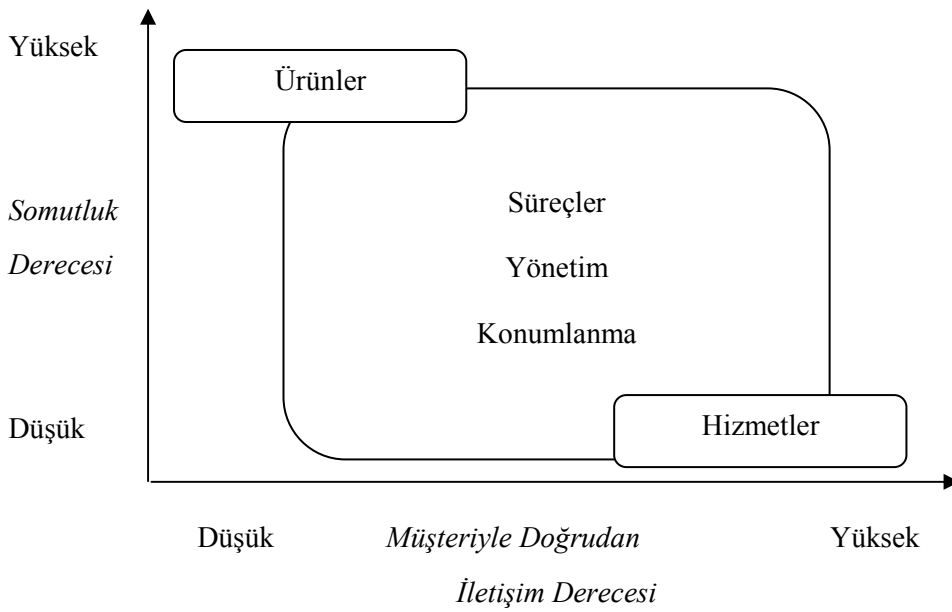 Yüksek
Ürünler
Süreçler
Somutluk
Derecesi
Yönetim
Konumlanma
Düşük
Hizmetler
Düşük
Müşteriyle Doğrudan
Yüksek
İletişim Derecesi